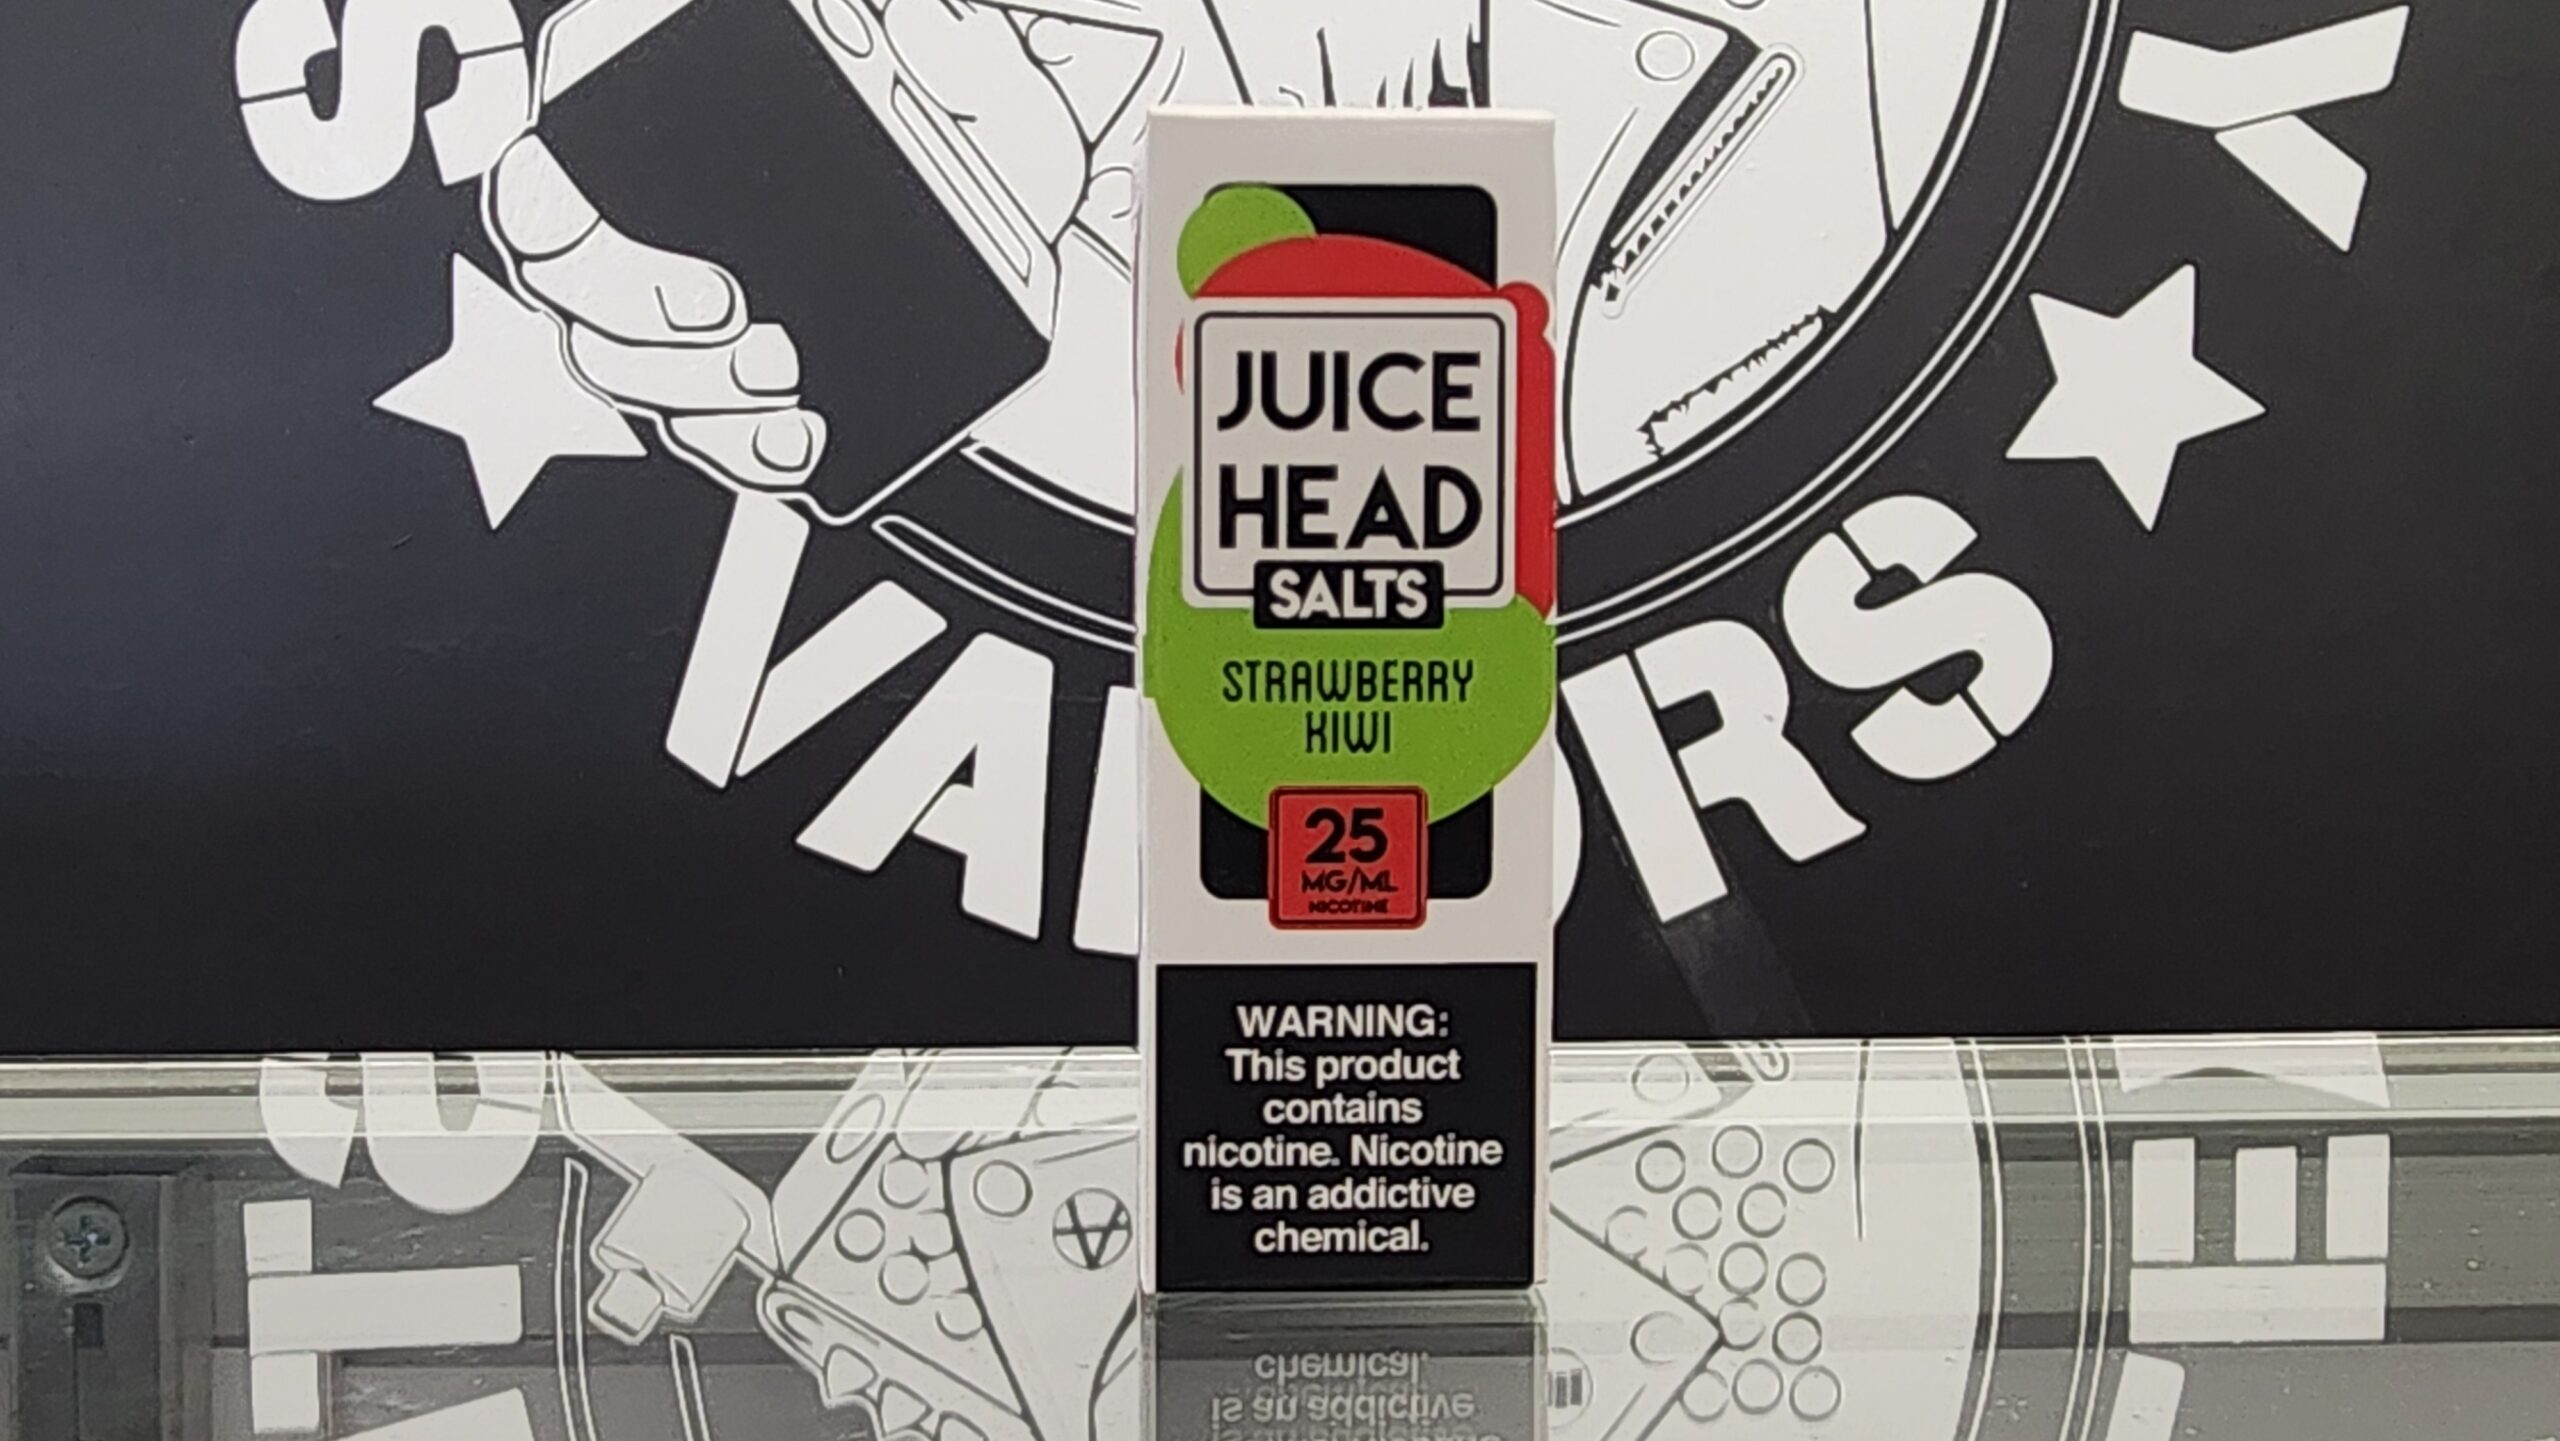 JUICE
HEAD
SALTS
STRAWBERRY
KIWI
25
MG/ML
NICOTINE
WARNING:
This product
contains
nicotine. Nicotine
is an addictive
chemical.